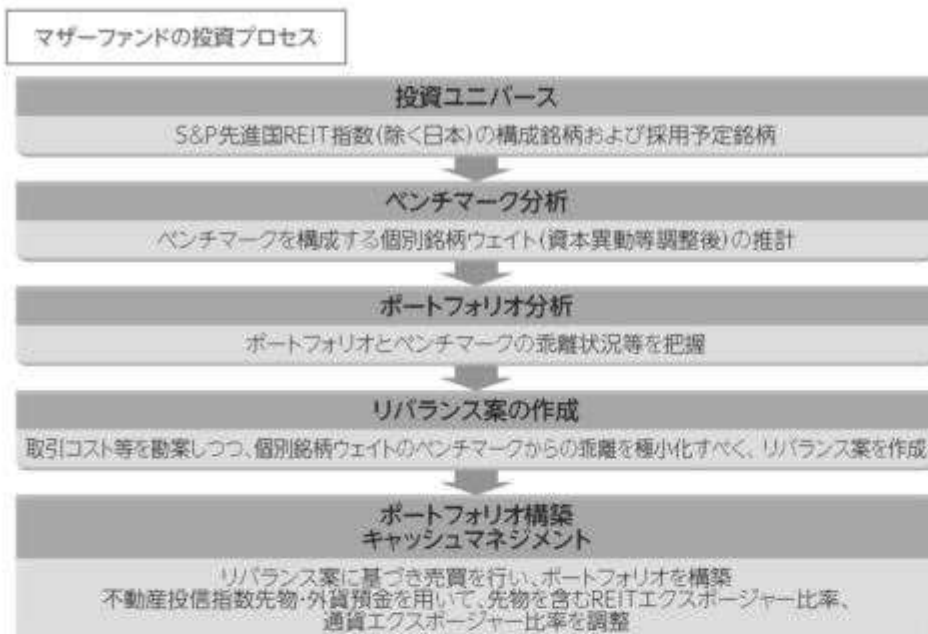 マザーファンドの投資プロセス
投資ユニバース
S&P先進国REIT指数(除く日本)の構成銘柄および採用予定銘柄
ベンチマーク分析
ベンチマークを構成する個別銘柄ウェイト(資本異動等調整後)の推計
ポートフォリオ分析
ポートフォリオとベンチマークの乖離状況等を把握
リバランス案の作成
取引コスト等を勘案しつつ、個別銘柄ウェイトのベンチマークからの乖離を極小化すべく、リバランス案を作成
ポートフォリオ構築
キャッシュマネジメント
リバランス案に基づき売買を行い、ポートフォリオを構築
不動産投信指数先物・外貨預金を用いて、先物を含むREITエクスポージャー比率、
通貨エクスポージャー比率を調整